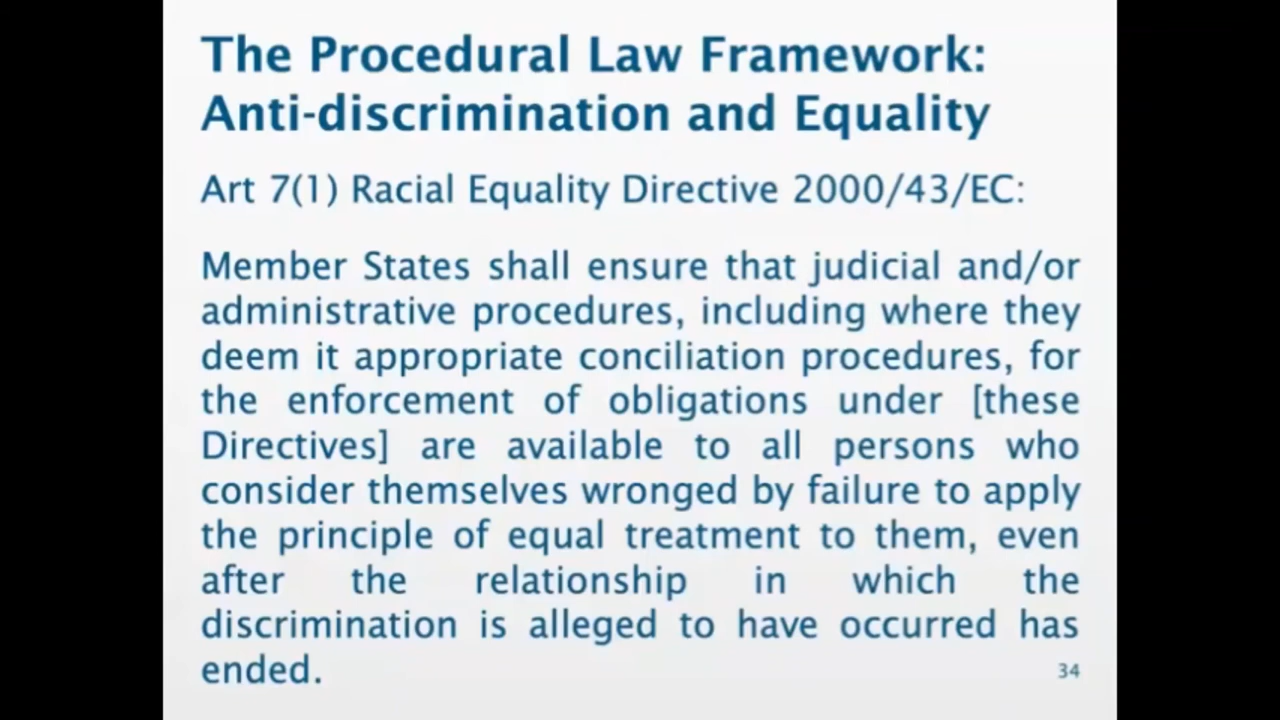 The Procedural Law Framework:
Anti-discrimination and Equality
Art 7(1) Racial Equality Directive 2000/43/EC:
Member States shall ensure that judicial and/or
administrative procedures, including where they
deem it appropriate conciliation procedures, for
the enforcement of obligations under [these
Directives] are available to all persons who
consider themselves wronged by failure to apply
the principle of equal treatment to them, even
after the relationship in which the
discrimination is alleged to have occurred has
ended.
34